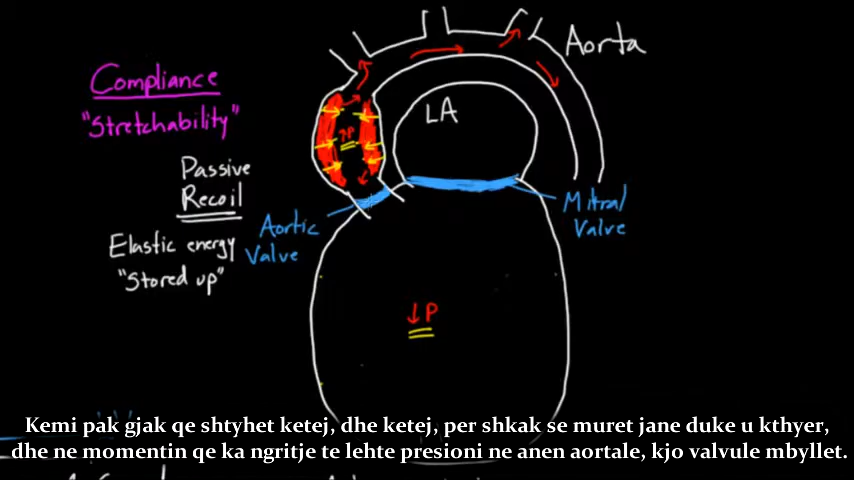 Aorta
Compliance
"Stretchability"
LA
↑P
Passive
Recoil
Mitral
Valve
Aortic
Valve
Elastic energy
"Stored up"
↓P
Kemi pak gjak qe shtyhet ketej, dhe ketej, per shkak se muret jane duke u kthyer,
dhe ne momentin qe ka ngritje te lehte presioni ne anen aortale, kjo valvule mbyllet.